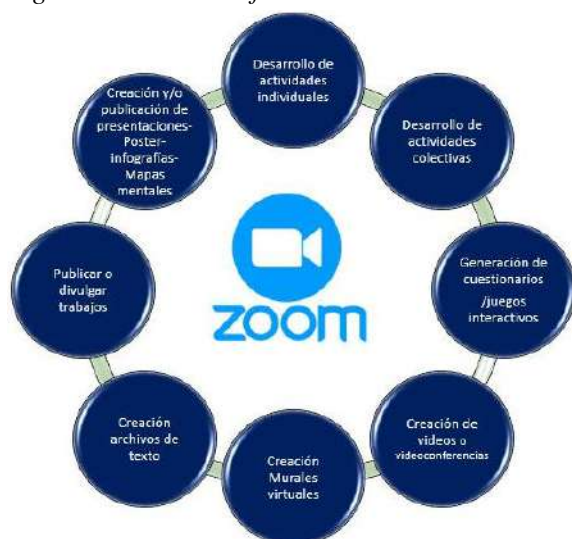 Desarrollo de
actividades
individuales
Desarrollo de
actividades
colectivas
Generación de
cuestionarios
/juegos
interactivos
Creación de
videos o
videoconferencias
Creación
Murales
virtuales
Creación
archivos de
texto
Publicar o
divulgar
trabajos
Creación y/o
publicación de
presentaciones-
Poster-
infografías-
Mapas
mentales
zoom